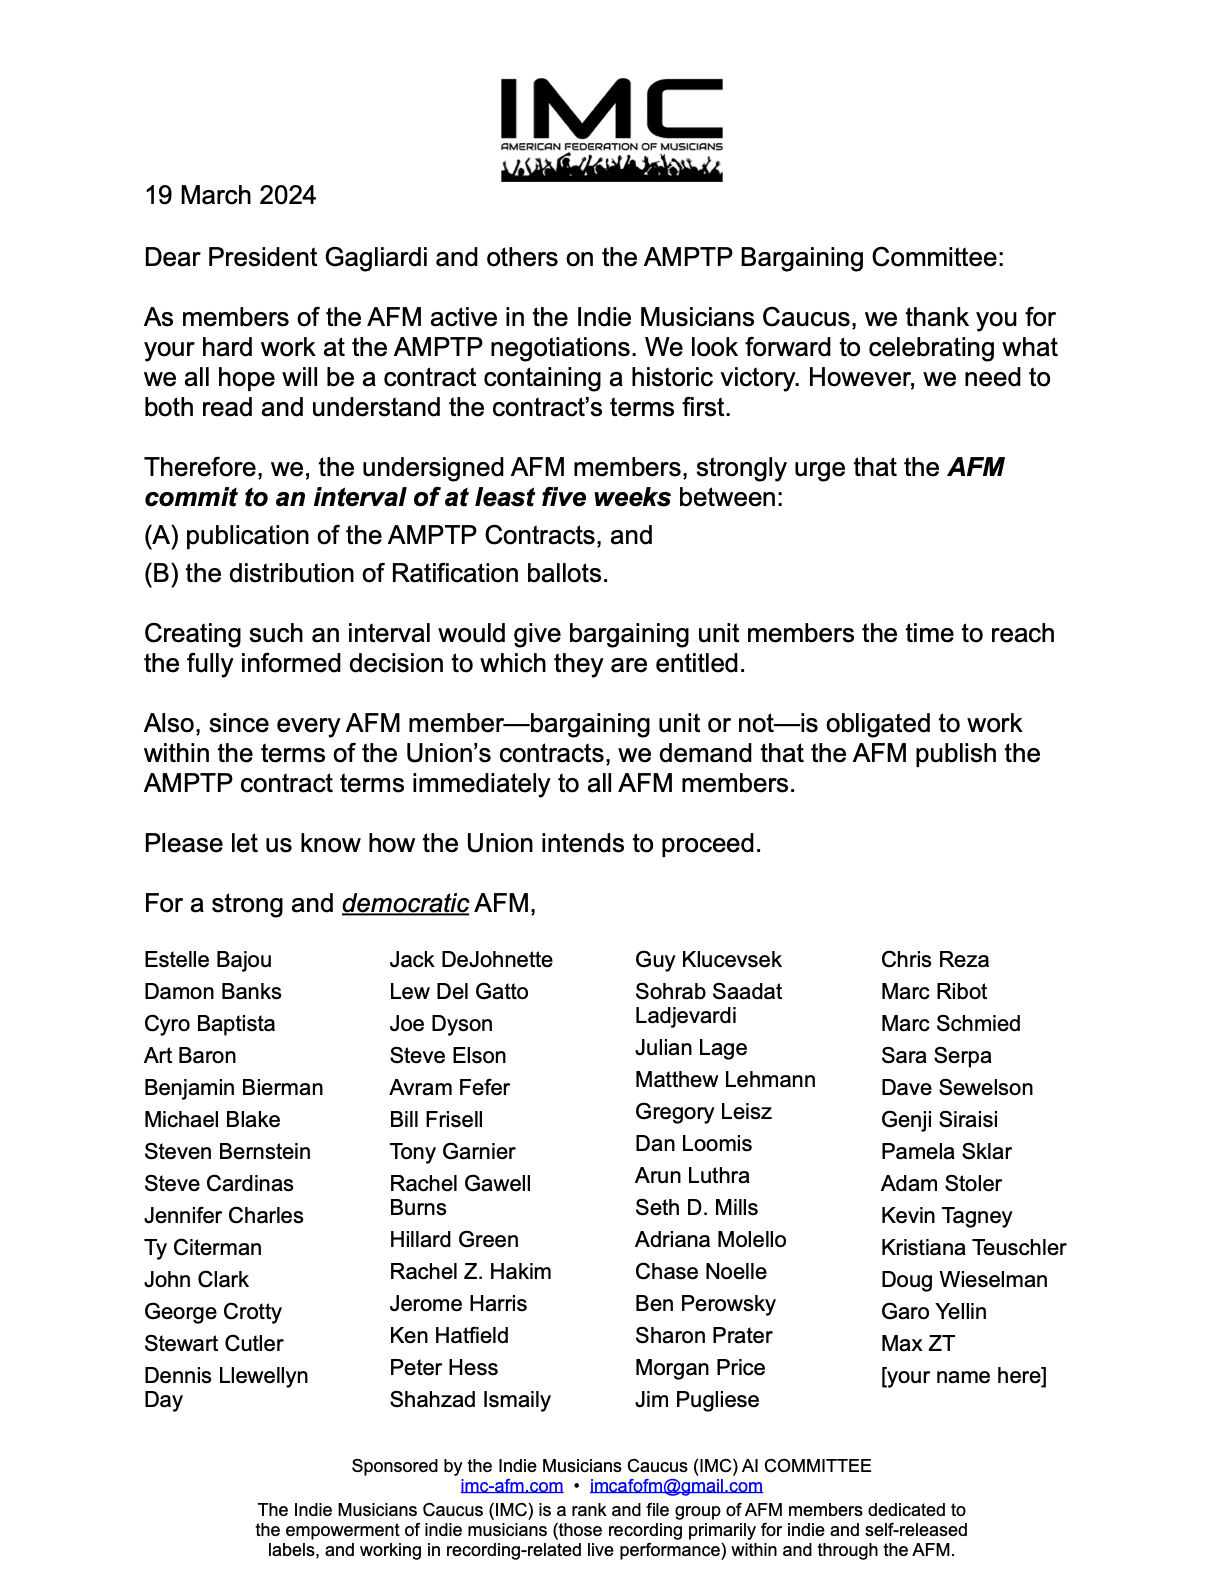 IMC
AMERICAN FEDERATION OF MUSICIANS
19 March 2024
Dear President Gagliardi and others on the AMPTP Bargaining Committee:
As members of the AFM active in the Indie Musicians Caucus, we thank you for
your hard work at the AMPTP negotiations. We look forward to celebrating what
we all hope will be a contract containing a historic victory. However, we need to
both read and understand the contract’s terms first.
Therefore, we, the undersigned AFM members, strongly urge that the AFM
commit to an interval of at least five weeks between:
(A) publication of the AMPTP Contracts, and
(B) the distribution of Ratification ballots.
Creating such an interval would give bargaining unit members the time to reach
the fully informed decision to which they are entitled.
Also, since every AFM member—bargaining unit or not—is obligated to work
within the terms of the Union’s contracts, we demand that the AFM publish the
AMPTP contract terms immediately to all AFM members.
Please let us know how the Union intends to proceed.
For a strong and democratic AFM,
Estelle Bajou
Damon Banks
Cyro Baptista
Art Baron
Benjamin Bierman
Michael Blake
Steven Bernstein
Steve Cardinas
Jennifer Charles
Ty Citerman
John Clark
George Crotty
Stewart Cutler
Dennis Llewellyn
Day
Jack DeJohnette
Lew Del Gatto
Joe Dyson
Steve Elson
Avram Fefer
Bill Frisell
Tony Garnier
Rachel Gawell
Burns
Hillard Green
Rachel Z. Hakim
Jerome Harris
Ken Hatfield
Peter Hess
Shahzad Ismaily
Guy Klucevsek
Sohrab Saadat
Ladjevardi
Julian Lage
Matthew Lehmann
Gregory Leisz
Dan Loomis
Arun Luthra
Seth D. Mills
Adriana Molello
Chase Noelle
Ben Perowsky
Sharon Prater
Morgan Price
Jim Pugliese
Chris Reza
Marc Ribot
Marc Schmied
Sara Serpa
Dave Sewelson
Genji Siraisi
Pamela Sklar
Adam Stoler
Kevin Tagney
Kristiana Teuschler
Doug Wieselman
Garo Yellin
Max ZT
[your name here]
Sponsored by the Indie Musicians Caucus (IMC) AI COMMITTEE
imc-afm.com • imcafofm@gmail.com
The Indie Musicians Caucus (IMC) is a rank and file group of AFM members dedicated to
the empowerment of indie musicians (those recording primarily for indie and self-released
labels, and working in recording-related live performance) within and through the AFM.